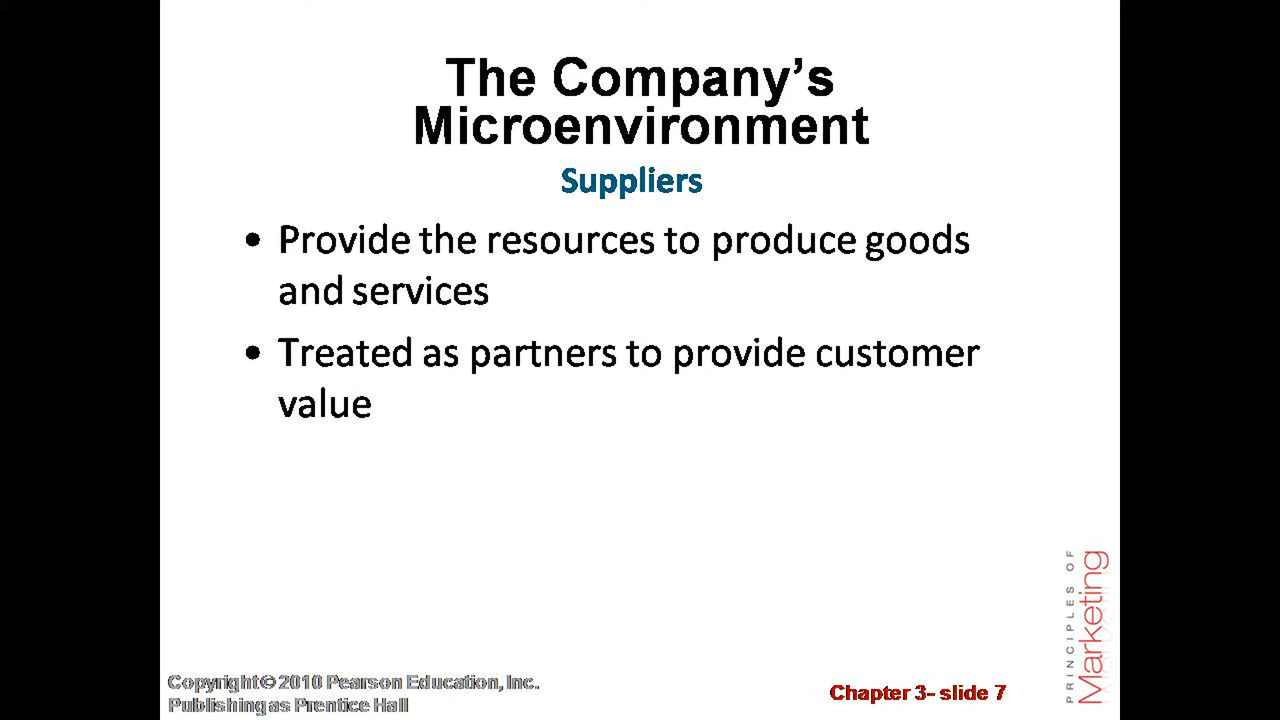 The Company’s
Microenvironment
Suppliers
• Provide the resources to produce goods
and services
• Treated as partners to provide customer
value
PRINCIPLES OF
Marketing
Copyright © 2010 Pearson Education, Inc.
Publishing as Prentice Hall
Chapter 3- slide 7